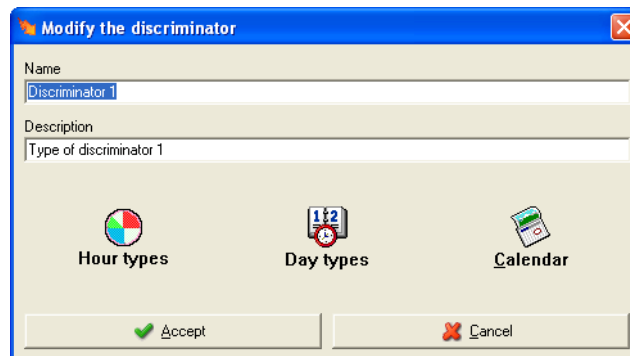 Modify the discriminator
Name
Discriminator 1
Description
Type of discriminator 1
Hour types
Day types
Calendar
Accept
Cancel